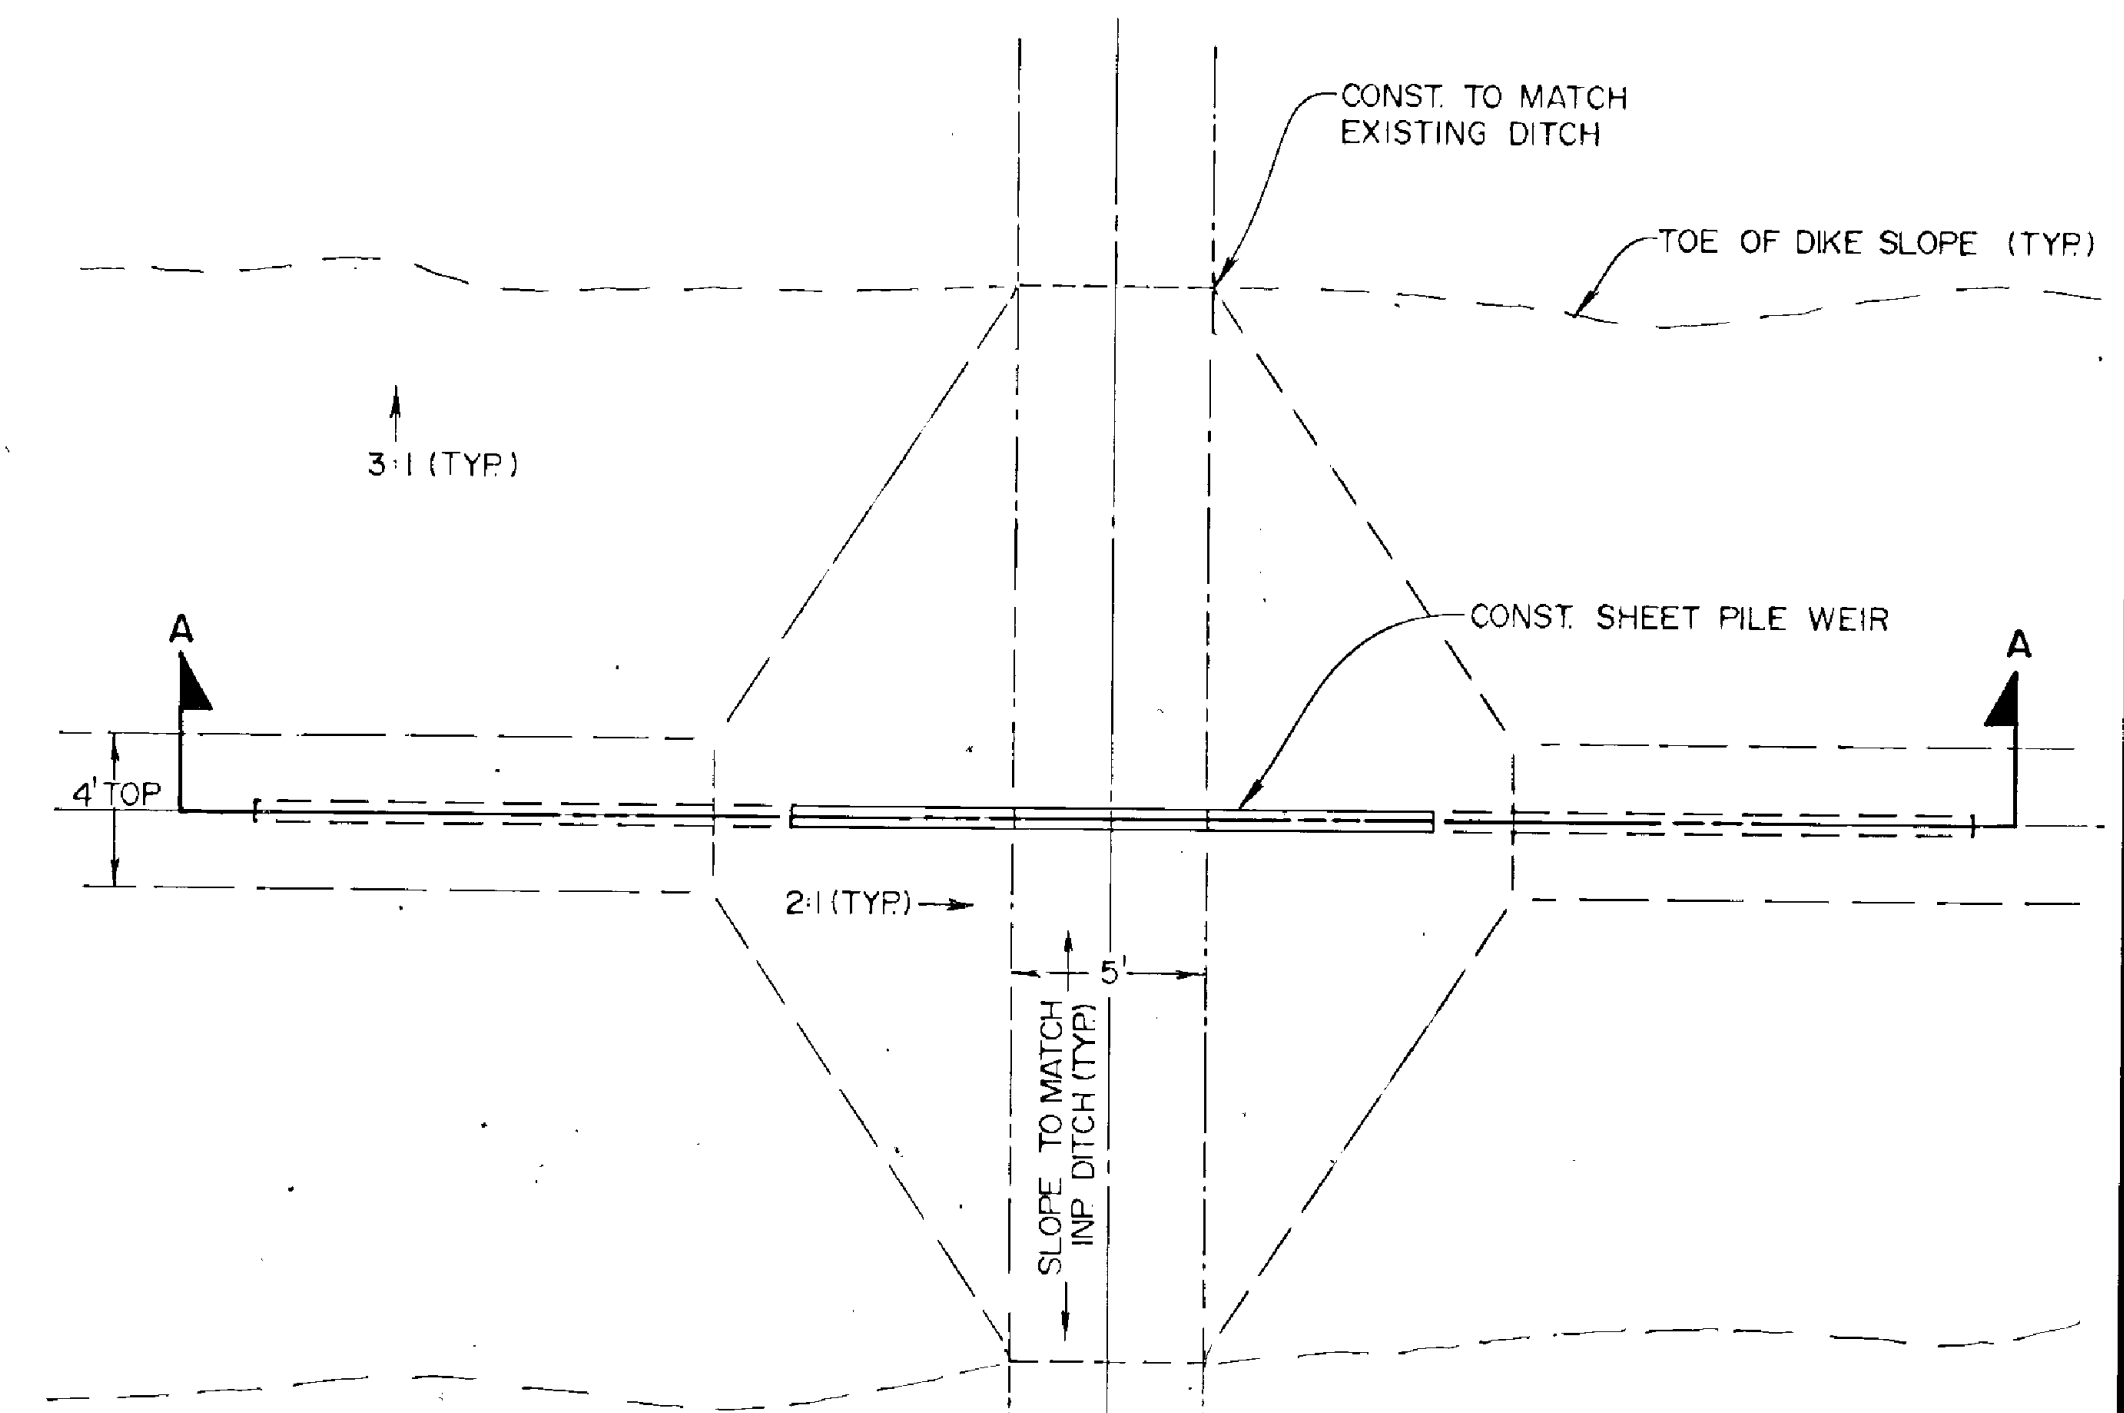 CONST. TO MATCH
EXISTING DITCH
TOE OF DIKE SLOPE (TYP.)
3:1 (TYP.)
CONST. SHEET PILE WEIR
A
A
4' TOP
2:1 (TYP.)
5'
SLOPE TO MATCH
INP. DITCH (TYP.)